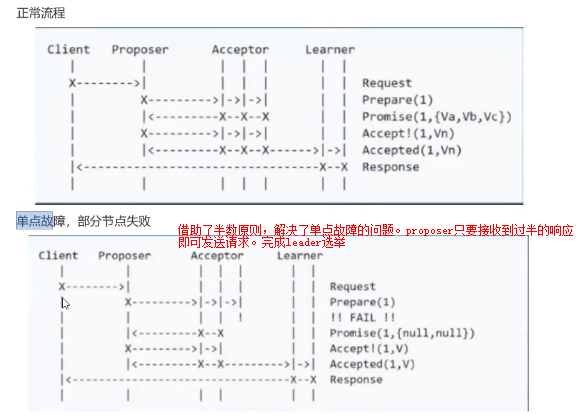 正常流程
Client Proposer Acceptor Learner
| | | | | | |
X-------->| | | | | | Request
| X--------->|->|->| | | Prepare(1)
| |<---------X--X--X | | Promise(1,{Va,Vb,Vc})
| X--------->|->|->| | | Accept!(1,Vn)
| |<---------X--X--X------>|->| Accepted(1,Vn)
|<---------------------------------X--X Response
| | | | | | |
单点故障，部分节点失败
借助了半数原则，解决了单点故障的问题。proposer只要接收到过半的响应
即可发送请求。完成leader选举
Client Proposer Acceptor Learner
| | | | | | |
X-------->| | | | | | Request
| X--------->|->|->| | | Prepare(1)
| | | | ! | | !! FAIL !!
| |<---------X--X | | Promise(1,{null,null})
| X--------->|->| | | Accept!(1,V)
| |<---------X--X--------->|->| Accepted(1,V)
|<---------------------------------X--X Response
| | | | | |